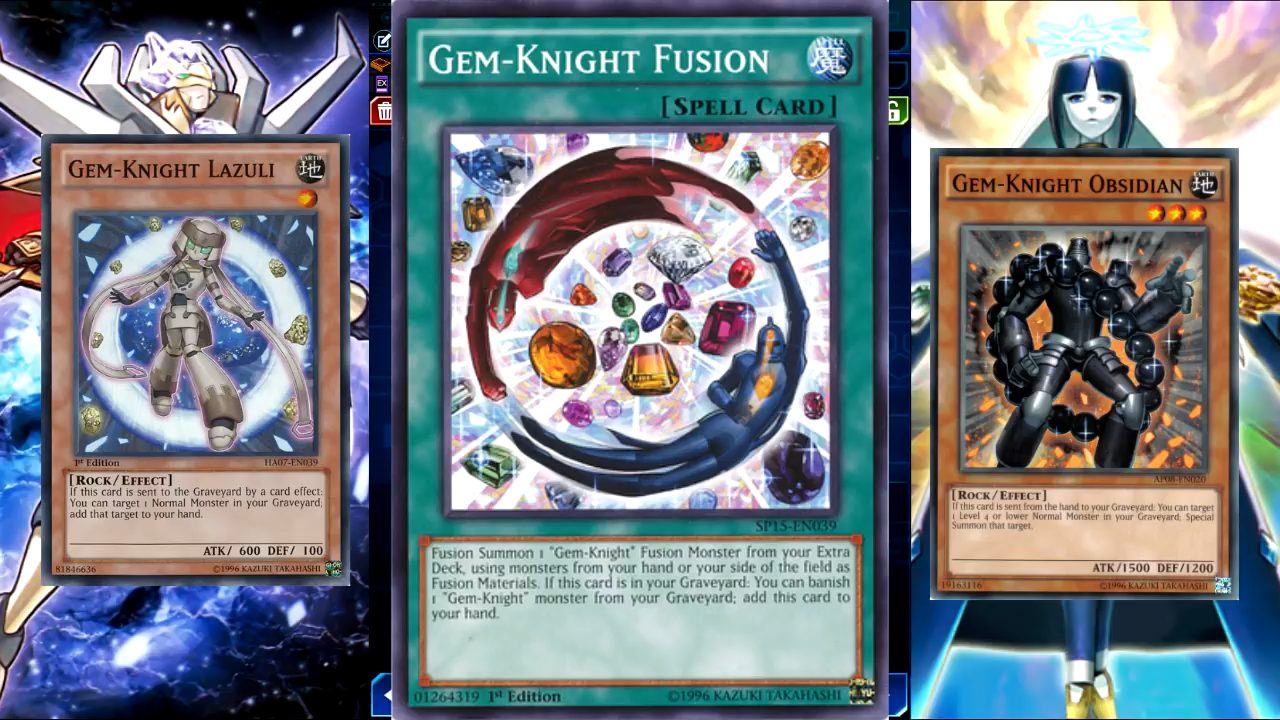 GEM-KNIGHT LAZULI
EARTH
地
1st Edition
HA07-EN039
[ROCK/EFFECT]
If this card is sent to the Graveyard by a card effect:
You can target 1 Normal Monster in your Graveyard;
add that target to your hand.
ATK/ 600 DEF/ 100
81846636
©1996 KAZUKI TAKAHASHI
EX
GEM-KNIGHT FUSION
[SPELL CARD]
SP15-EN039
Fusion Summon 1 "Gem-Knight" Fusion Monster from your Extra
Deck, using monsters from your hand or your side of the field as
Fusion Materials. If this card is in your Graveyard: You can banish
1 "Gem-Knight" monster from your Graveyard; add this card to
your hand.
01264319 1st Edition
©1996 KAZUKI TAKAHASHI
GEM-KNIGHT OBSIDIAN
EARTH
地
AP08-EN020
[ROCK/EFFECT]
If this card is sent from the hand to your Graveyard: You can target
1 Level 4 or lower Normal Monster in your Graveyard; Special
Summon that target.
ATK/1500 DEF/1200
19163116
©1996 KAZUKI TAKAHASHI